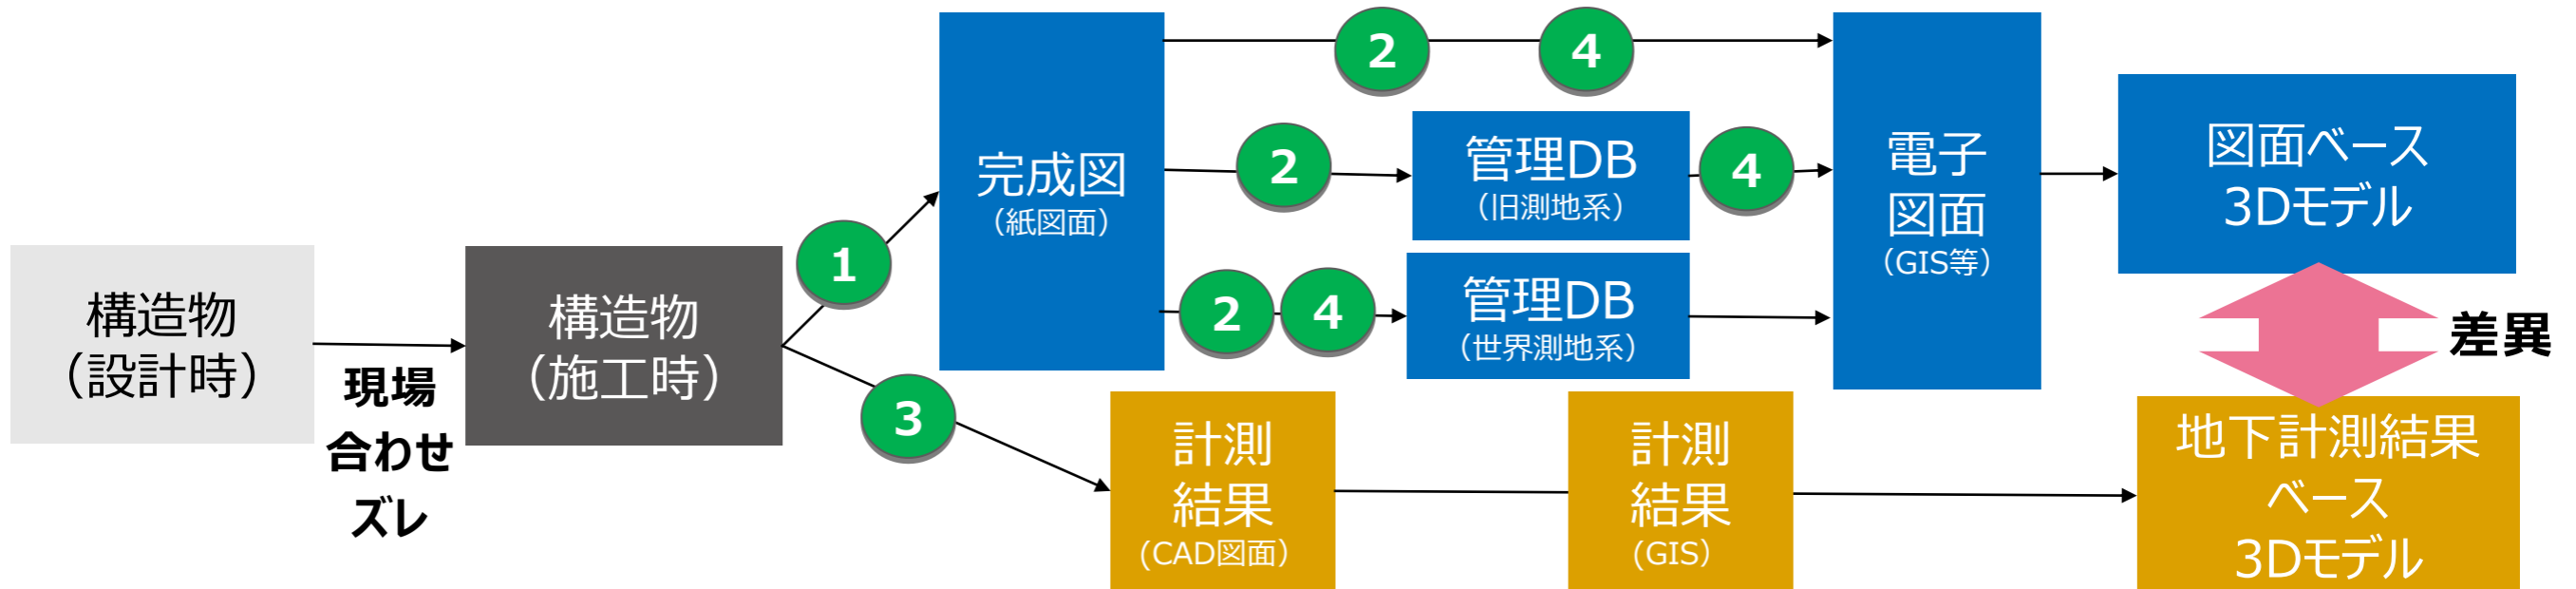 構造物
（設計時）
現場
合わせ
ズレ
構造物
（施工時）
1
3
完成図
（紙図面）
2
4
2
管理DB
（旧測地系）
4
2
4
管理DB
（世界測地系）
電子
図面
（GIS等）
図面ベース
3Dモデル
差異
計測
結果
（CAD図面）
計測
結果
（GIS）
地下計測結果
ベース
3Dモデル